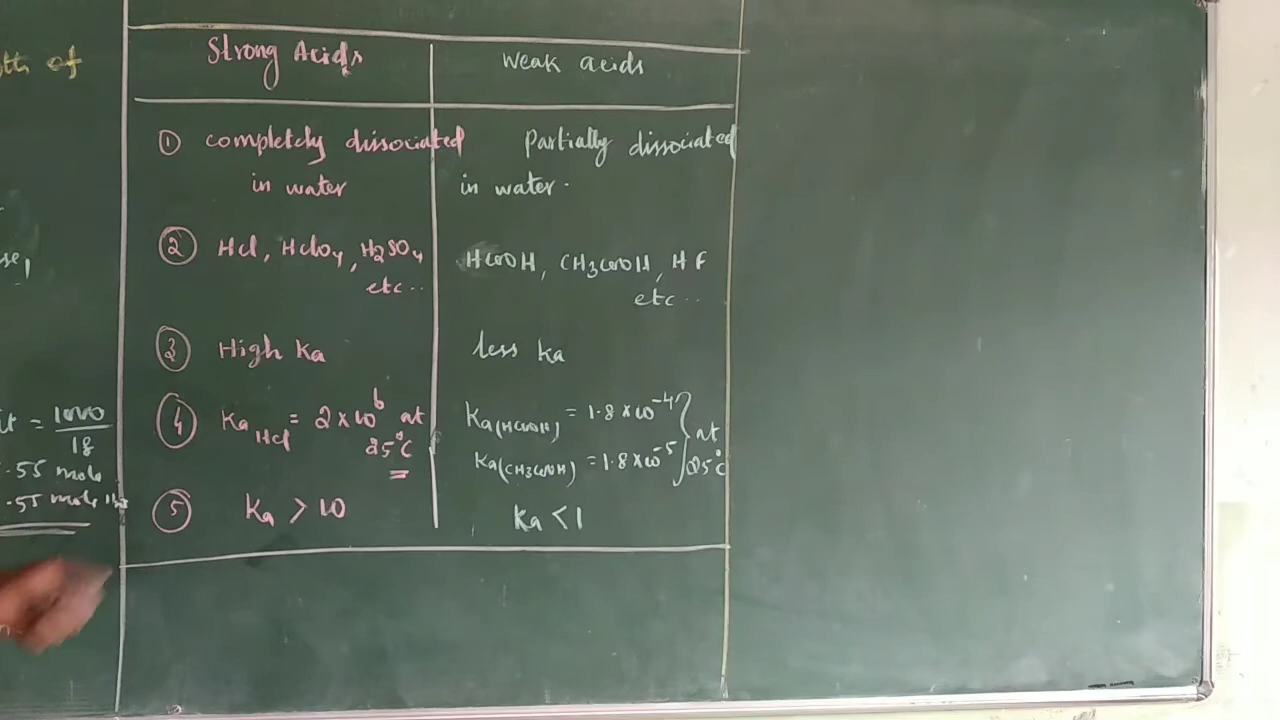 of
Strong Acids
Weak acids
① completely dissociated
in water
Partially dissociated
in water.
② HCl, HClO₄, H₂SO₄
etc..
HCOOH, CH₃COOH, HF
etc..
③ High Ka
less ka
④ Ka HCl = 2 × 10⁶ at
25°C
Ka(HCOOH) = 1.8 × 10⁻⁴
Ka(CH3COOH) = 1.8 × 10⁻⁵
at
25°C
⑤ Ka > 10
Ka < 1
= 1000
18
.55 mole
.55 mole